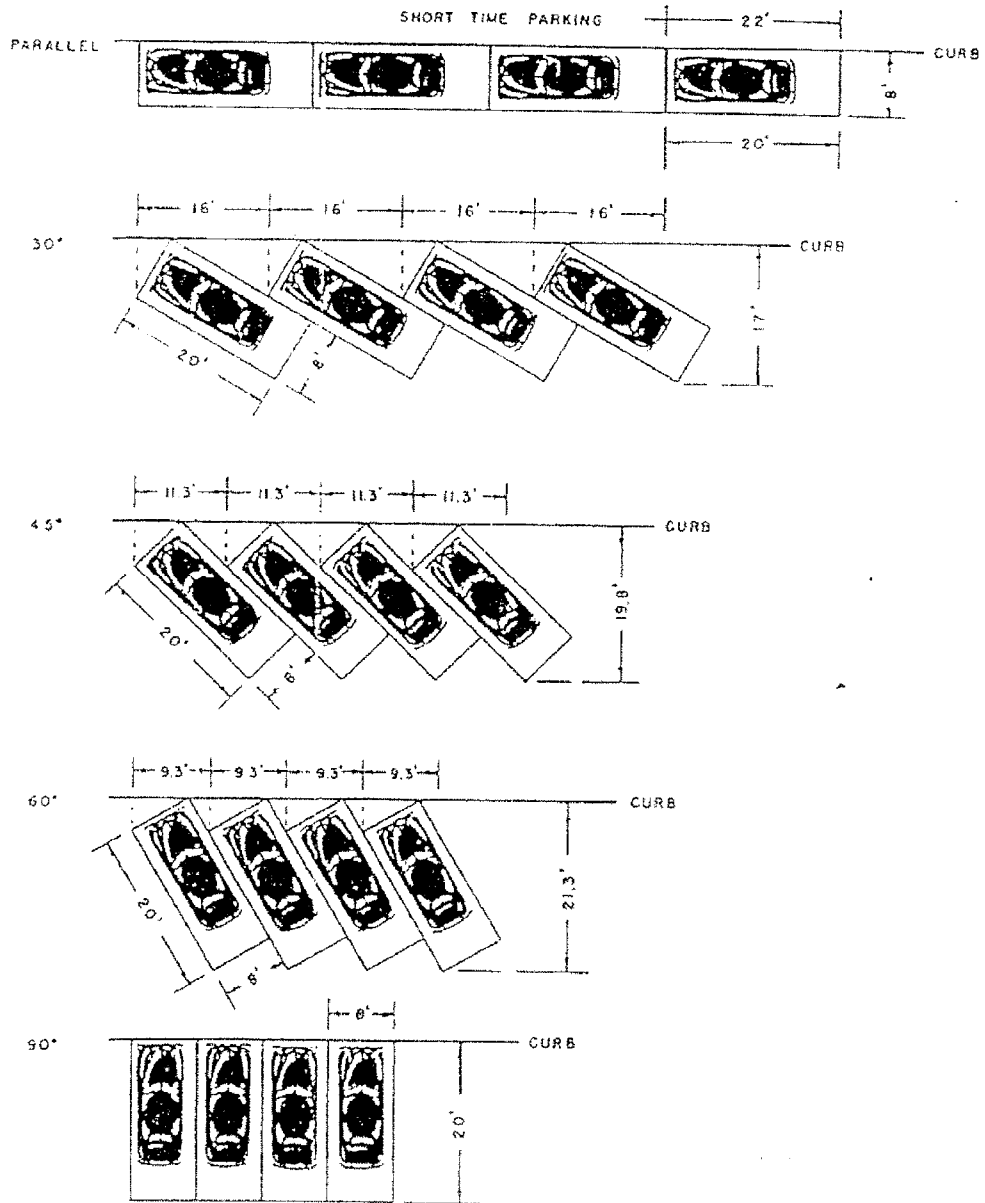 SHORT TIME PARKING 22'
PARALLEL CURB
8'
20'
16' 16' 16' 16'
30° CURB
17'
20' 8'
11.3' 11.3' 11.3' 11.3'
45° CURB
19.8'
20' 8'
9.3' 9.3' 9.3' 9.3'
60° CURB
21.3'
20'
8'
8'
90° CURB
20'